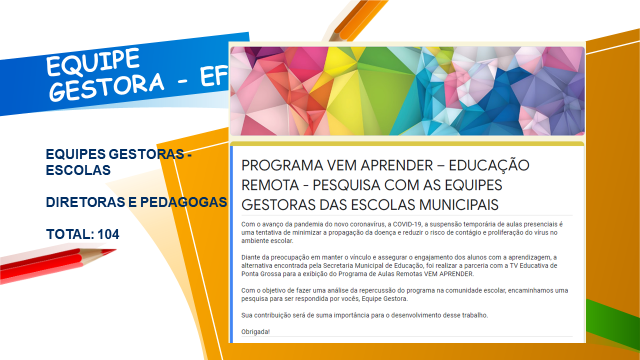 EQUIPE
GESTORA - EF
EQUIPES GESTORAS -
ESCOLAS
DIRETORAS E PEDAGOGAS
TOTAL: 104
PROGRAMA VEM APRENDER – EDUCAÇÃO
REMOTA - PESQUISA COM AS EQUIPES
GESTORAS DAS ESCOLAS MUNICIPAIS
Com o avanço da pandemia do novo coronavírus, a COVID-19, a suspensão temporária de aulas presenciais é
uma tentativa de minimizar a propagação da doença e reduzir o risco de contágio e proliferação do vírus no
ambiente escolar.
Diante da preocupação em manter o vínculo e assegurar o engajamento dos alunos com a aprendizagem, a
alternativa encontrada pela Secretaria Municipal de Educação, foi realizar a parceria com a TV Educativa de
Ponta Grossa para a exibição do Programa de Aulas Remotas VEM APRENDER.
Com o objetivo de fazer uma análise da repercussão do programa na comunidade escolar, encaminhamos uma
pesquisa para ser respondida por vocês, Equipe Gestora.
Sua contribuição será de suma importância para o desenvolvimento desse trabalho.
Obrigada!